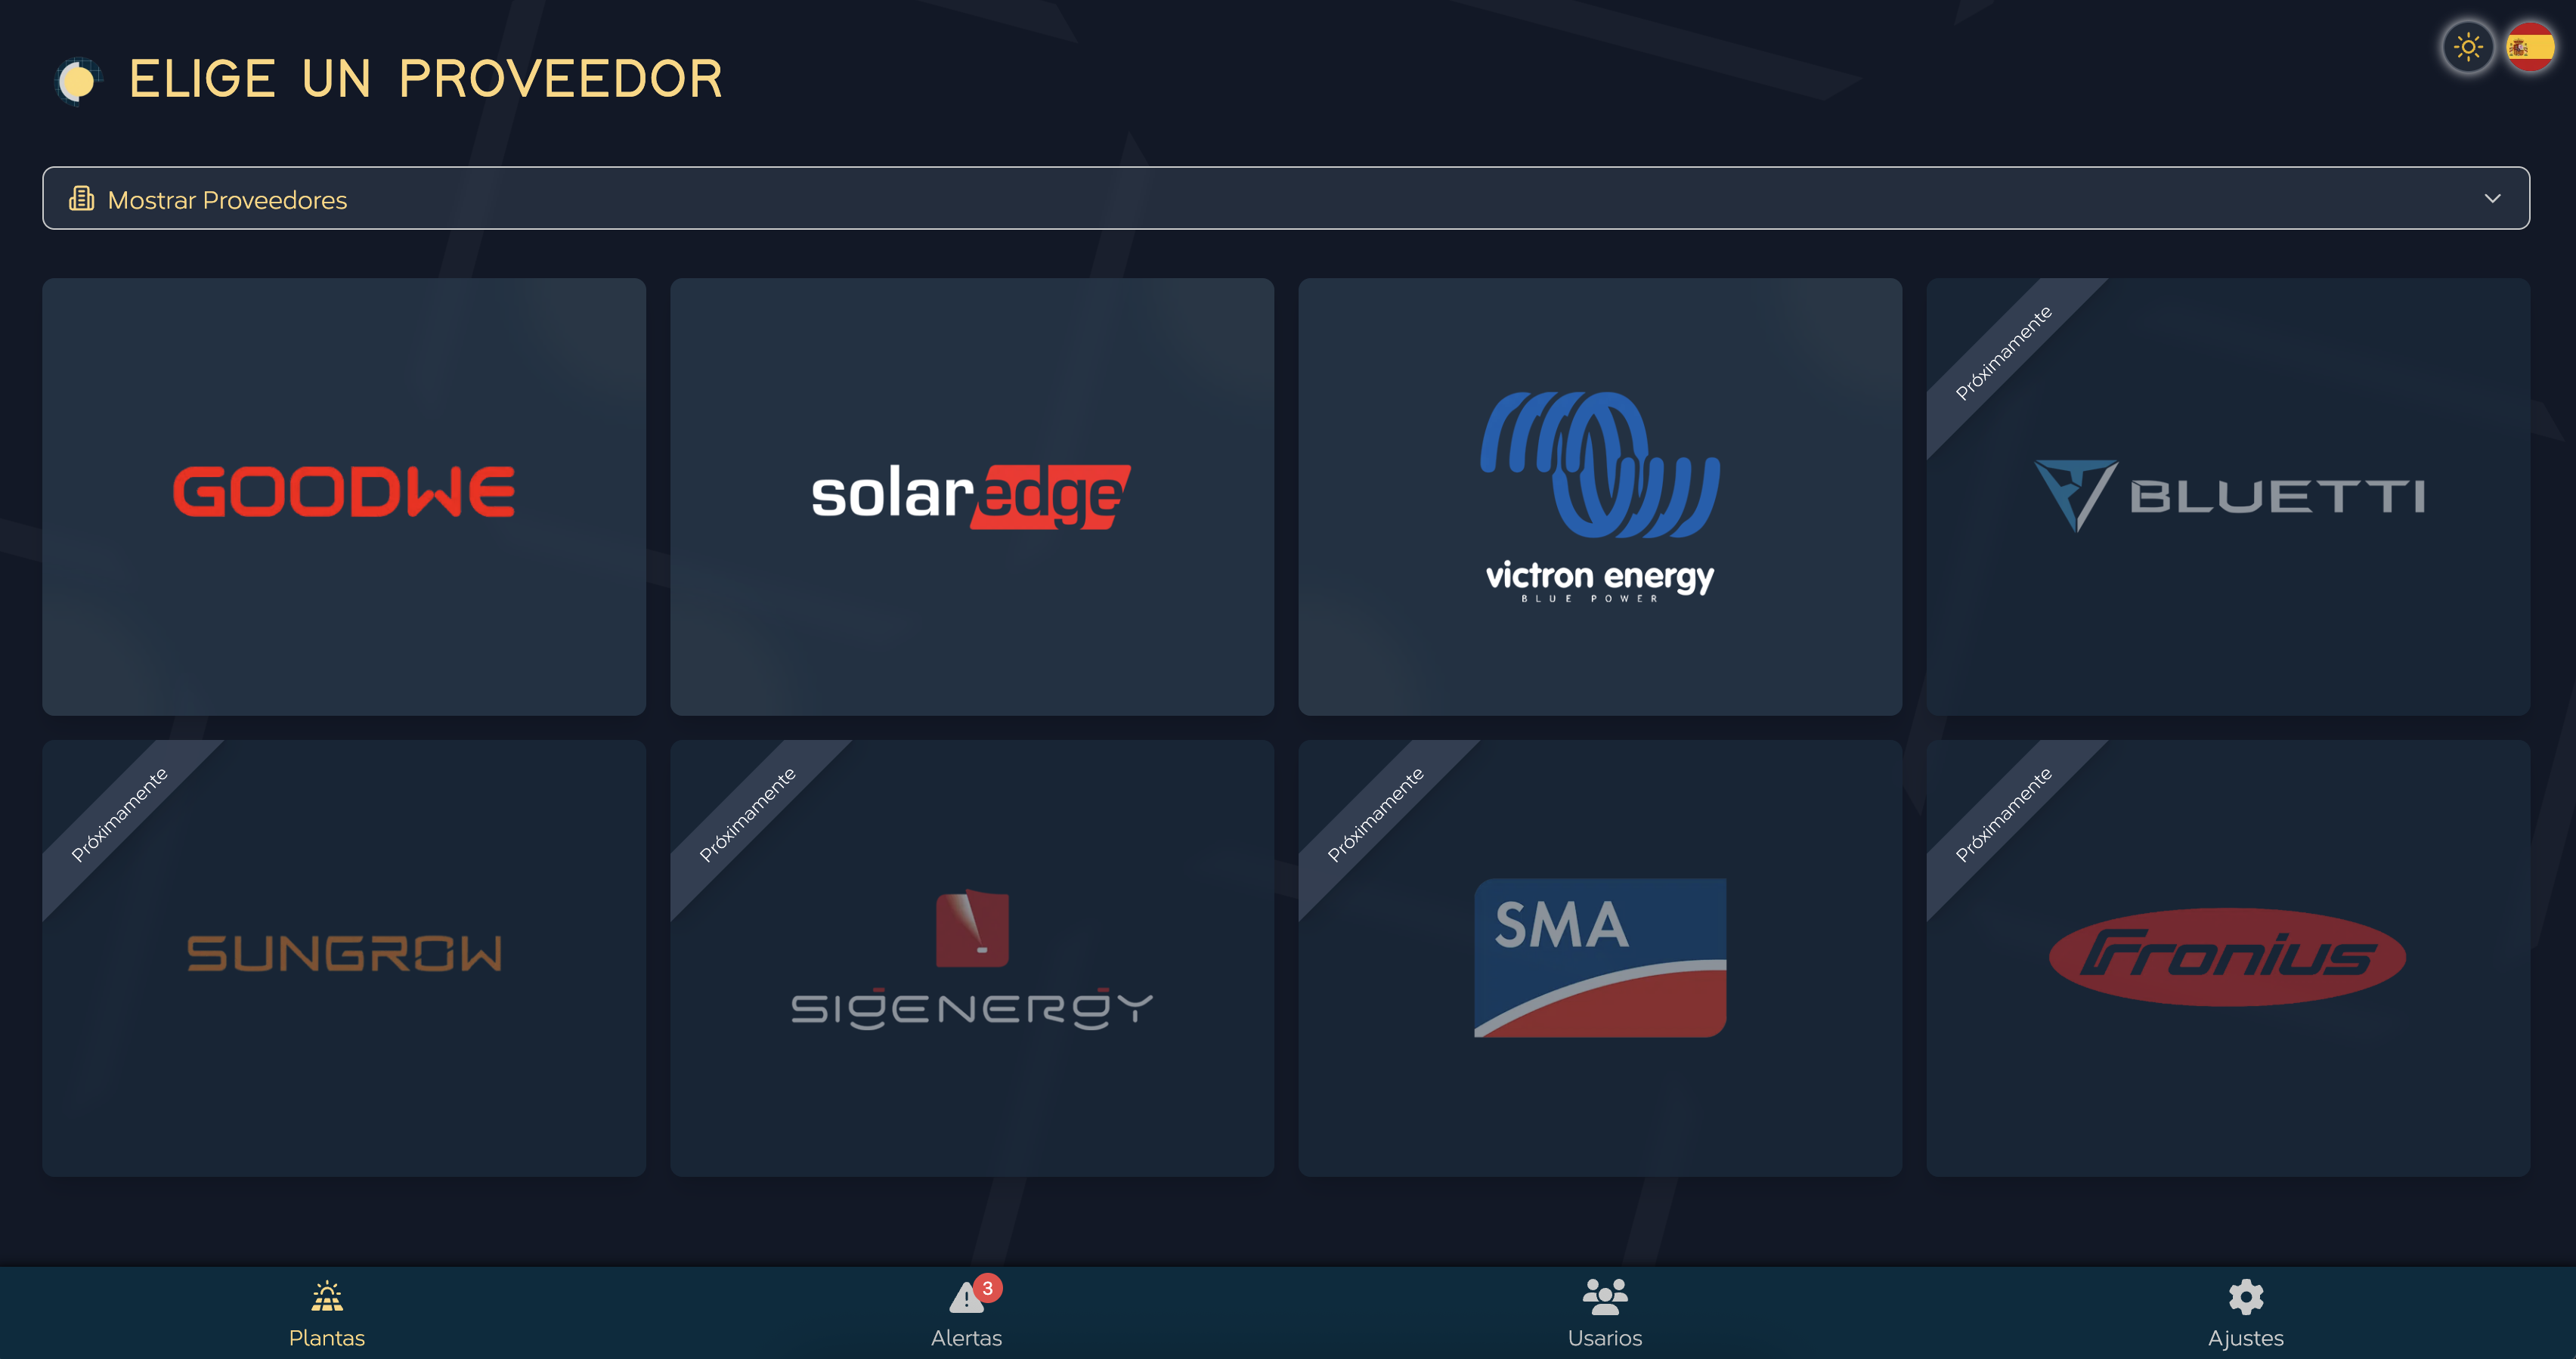 ELIGE UN PROVEEDOR
Mostrar Proveedores
GOODWE
solaredge
victron energy
BLUE POWER
Próximamente
BLUETTI
Próximamente
SUNGROW
Próximamente
SIGENERGY
Próximamente
SMA
Próximamente
Fronius
Plantas
3
Alertas
Usarios
Ajustes